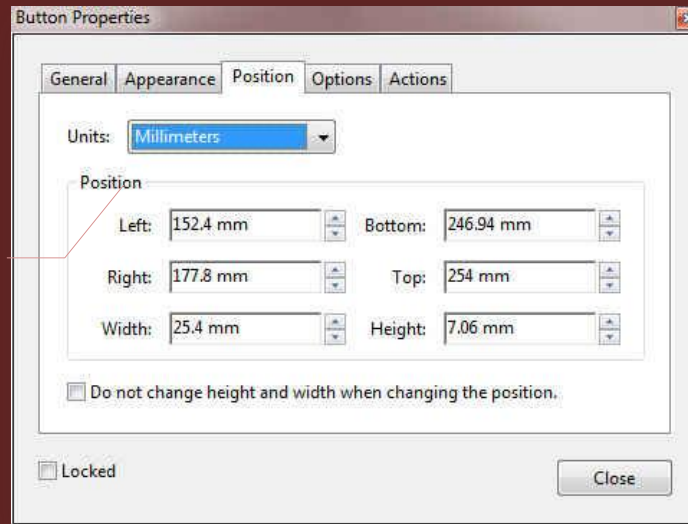 Button Properties
General Appearance Position Options Actions
Units: Millimeters
Position
Left: 152.4 mm Bottom: 246.94 mm
Right: 177.8 mm Top: 254 mm
Width: 25.4 mm Height: 7.06 mm
Do not change height and width when changing the position.
Locked Close